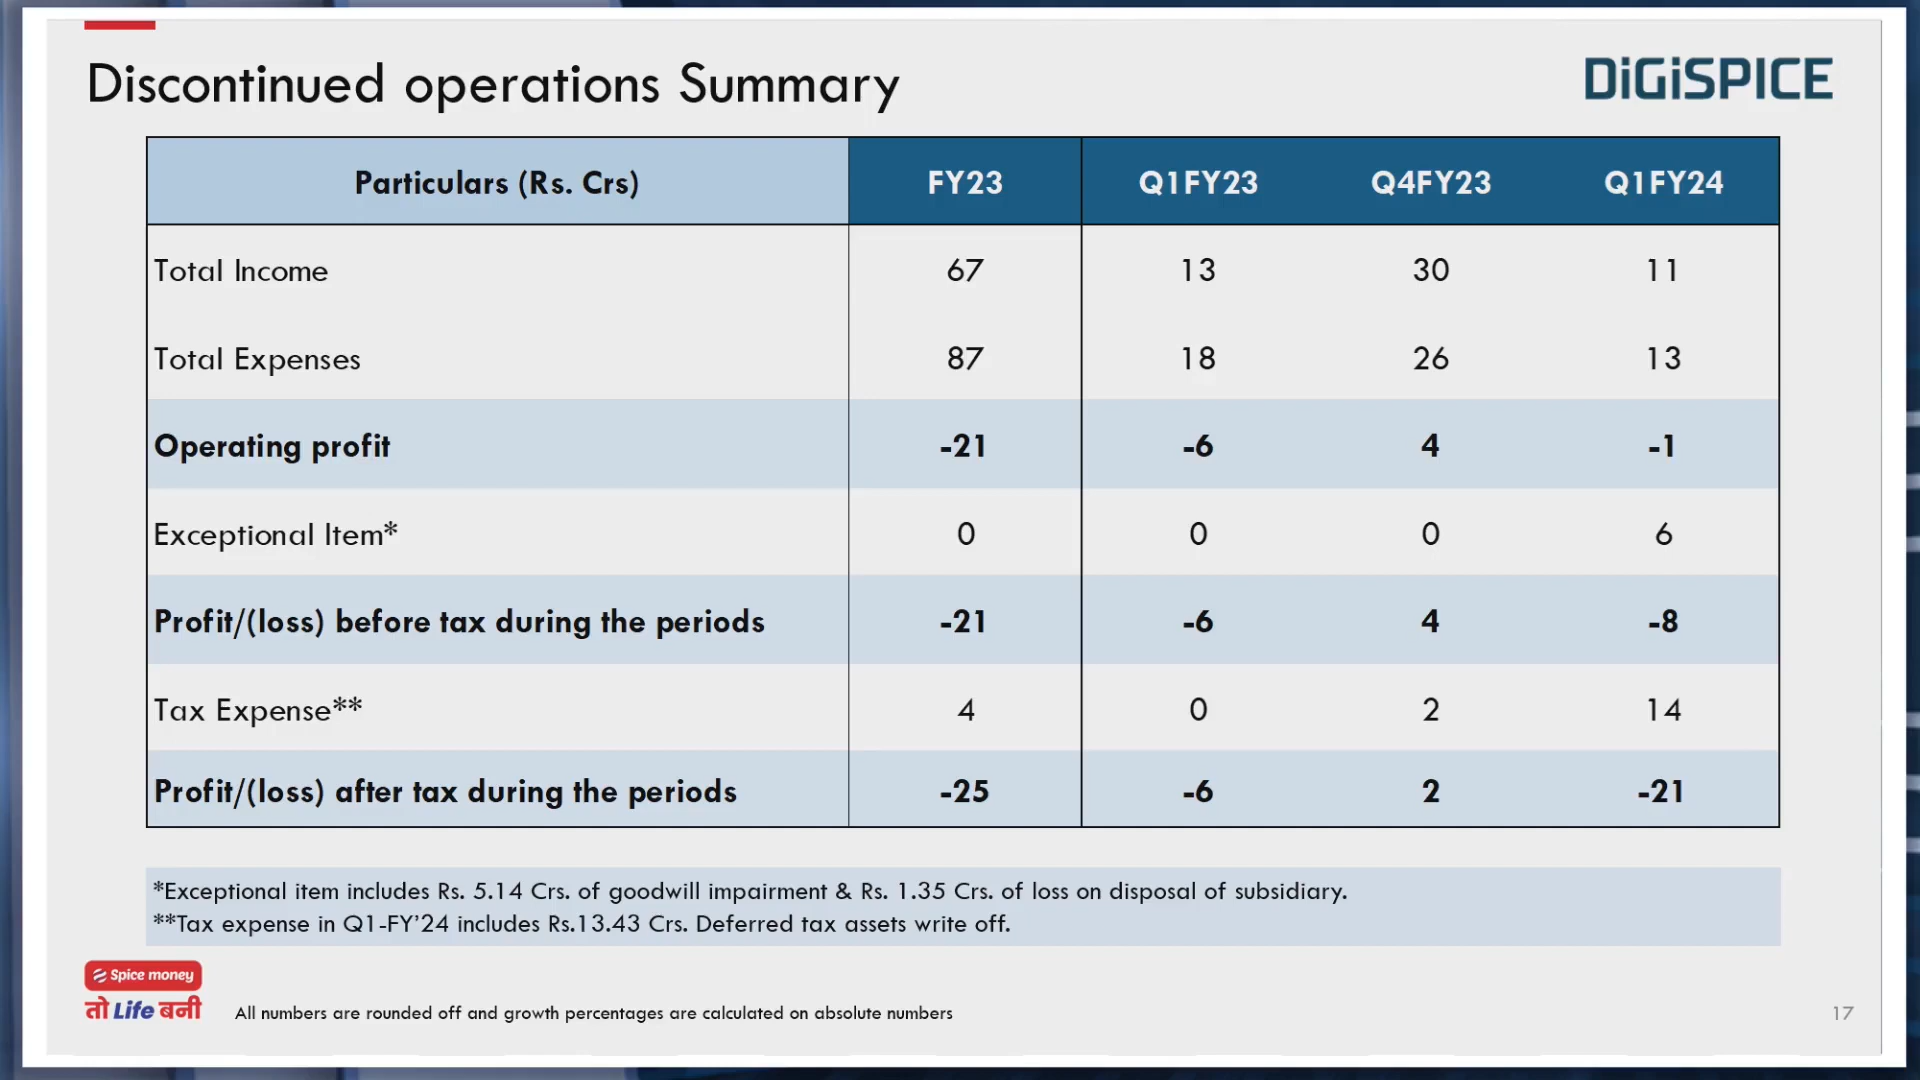 Discontinued operations Summary
DiGiSPICE
Particulars (Rs. Crs) FY23 Q1FY23 Q4FY23 Q1FY24
Total Income 67 13 30 11
Total Expenses 87 18 26 13
Operating profit -21 -6 4 -1
Exceptional Item* 0 0 0 6
Profit/(loss) before tax during the periods -21 -6 4 -8
Tax Expense** 4 0 2 14
Profit/(loss) after tax during the periods -25 -6 2 -21
*Exceptional item includes Rs. 5.14 Crs. of goodwill impairment & Rs. 1.35 Crs. of loss on disposal of subsidiary.
**Tax expense in Q1-FY’24 includes Rs.13.43 Crs. Deferred tax assets write off.
Spice money
तो Life बनी
All numbers are rounded off and growth percentages are calculated on absolute numbers
17